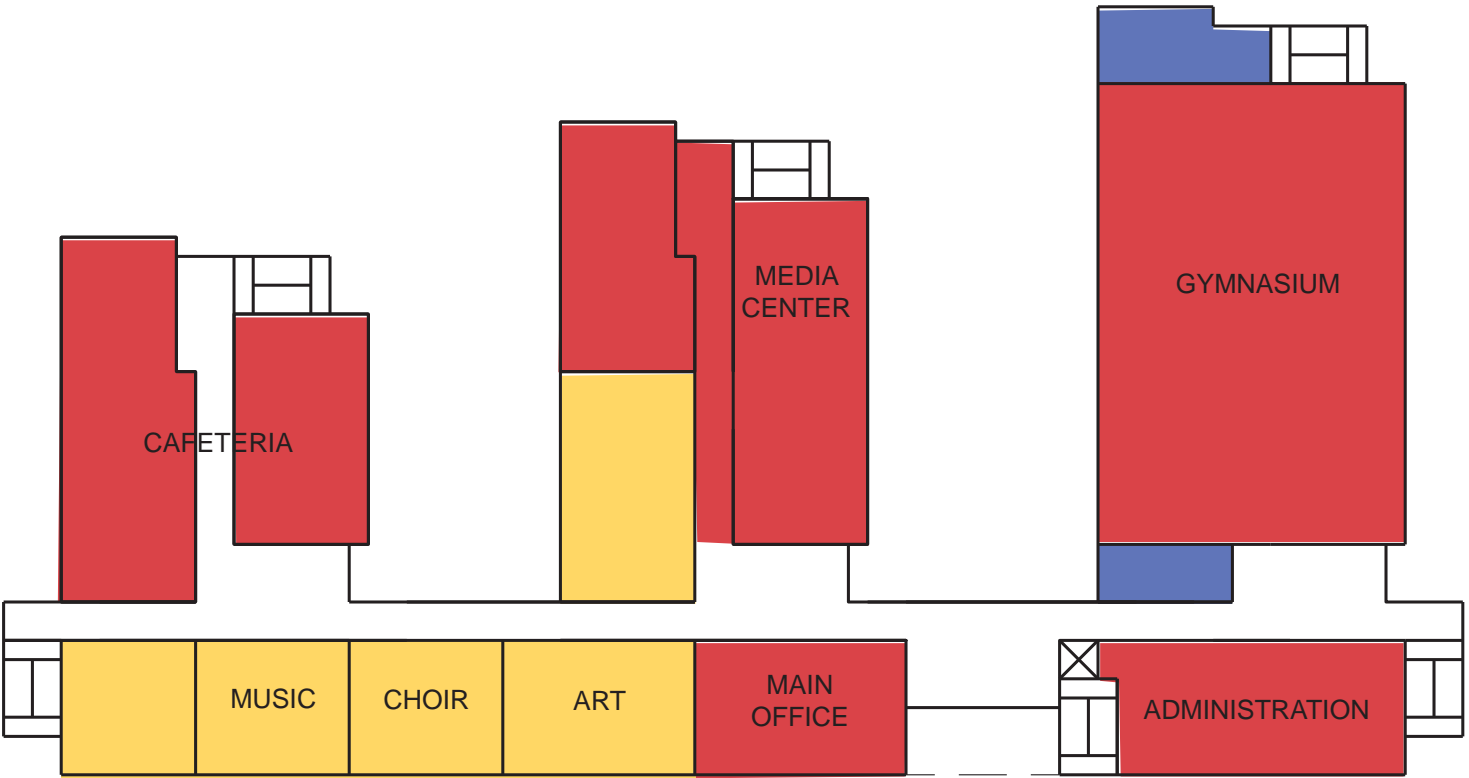 MEDIA
CENTER
GYMNASIUM
CAFETERIA
MUSIC
CHOIR
ART
MAIN
OFFICE
ADMINISTRATION